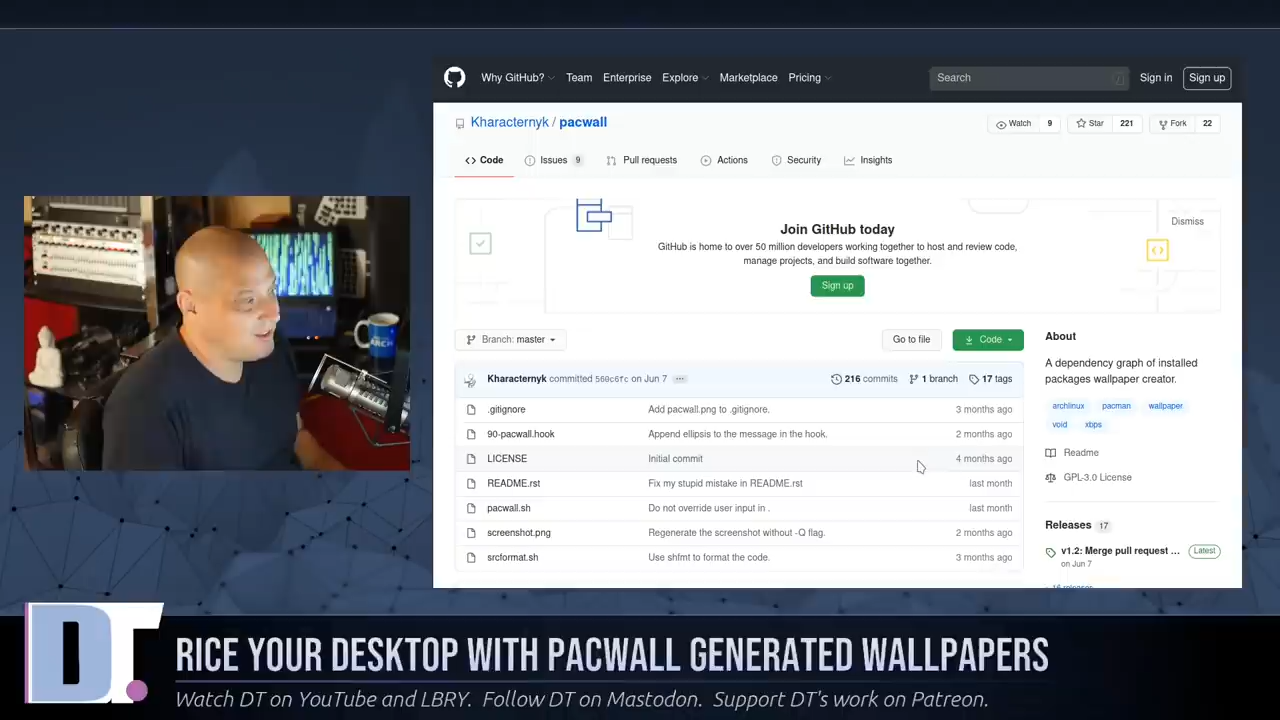 Why GitHub? Team Enterprise Explore Marketplace Pricing Search / Sign in Sign up
Kharacternyk / pacwall Watch 9 Star 221 Fork 22
Code Issues 9 Pull requests Actions Security Insights
Join GitHub today
Dismiss
GitHub is home to over 50 million developers working together to host and review code,
manage projects, and build software together.
Sign up
Branch: master Go to file Code
Kharacternyk committed 560c6fc on Jun 7 ... 216 commits 1 branch 17 tags
.gitignore Add pacwall.png to .gitignore. 3 months ago
90-pacwall.hook Append ellipsis to the message in the hook. 2 months ago
LICENSE Initial commit 4 months ago
README.rst Fix my stupid mistake in README.rst last month
pacwall.sh Do not override user input in . last month
screenshot.png Regenerate the screenshot without -Q flag. 2 months ago
srcformat.sh Use shfmt to format the code. 3 months ago
About
A dependency graph of installed
packages wallpaper creator.
archlinux pacman wallpaper
void xbps
Readme
GPL-3.0 License
Releases 17
v1.2: Merge pull request ... Latest
on Jun 7
+ 16 releases
ARCH
DT.
RICE YOUR DESKTOP WITH PACWALL GENERATED WALLPAPERS
Watch DT on YouTube and LBRY. Follow DT on Mastodon. Support DT's work on Patreon.